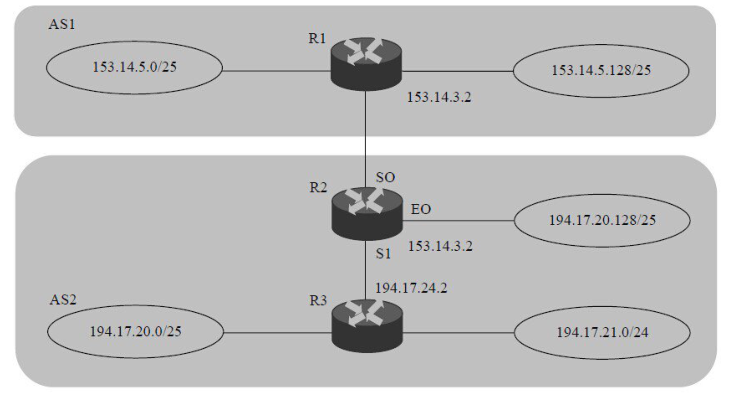 AS1
R1
153.14.5.0/25
153.14.5.128/25
153.14.3.2
R2
SO
EO
194.17.20.128/25
153.14.3.2
S1
194.17.24.2
AS2
R3
194.17.20.0/25
194.17.21.0/24